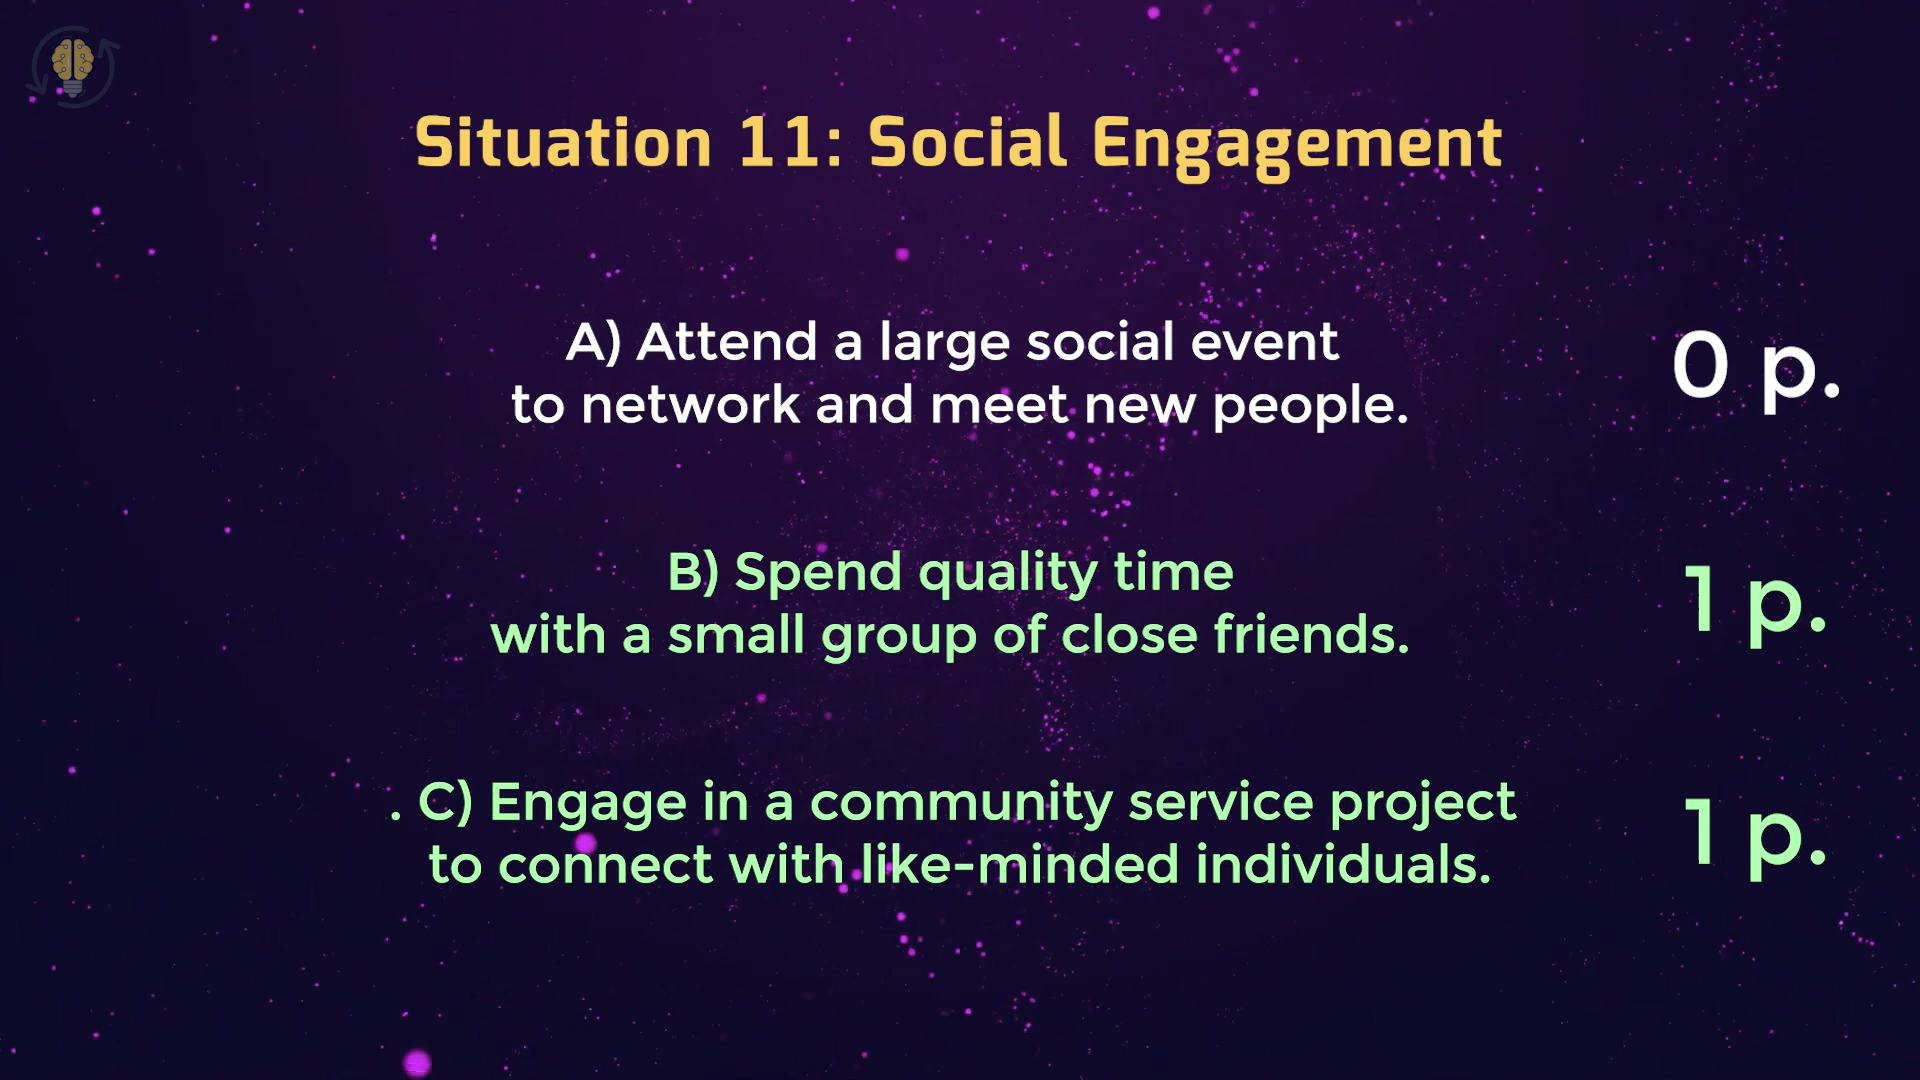 Situation 11: Social Engagement
A) Attend a large social event
to network and meet new people.
0 p.
B) Spend quality time
with a small group of close friends.
1 p.
. C) Engage in a community service project
to connect with like-minded individuals.
1 p.